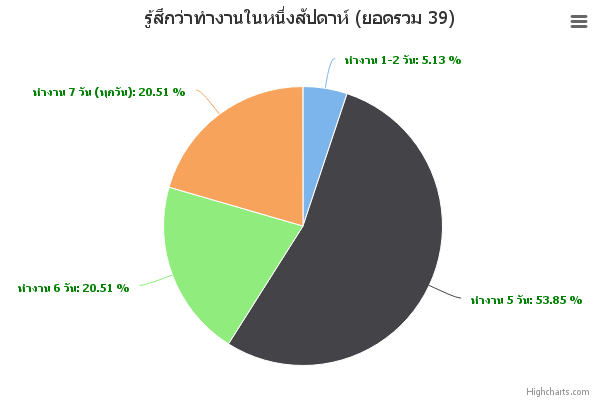 รู้สึกว่าทำงานในหนึ่งสัปดาห์ (ยอดรวม 39)
ทำงาน 1-2 วัน: 5.13 %
ทำงาน 7 วัน (ทุกวัน): 20.51 %
ทำงาน 6 วัน: 20.51 %
ทำงาน 5 วัน: 53.85 %
Highcharts.com